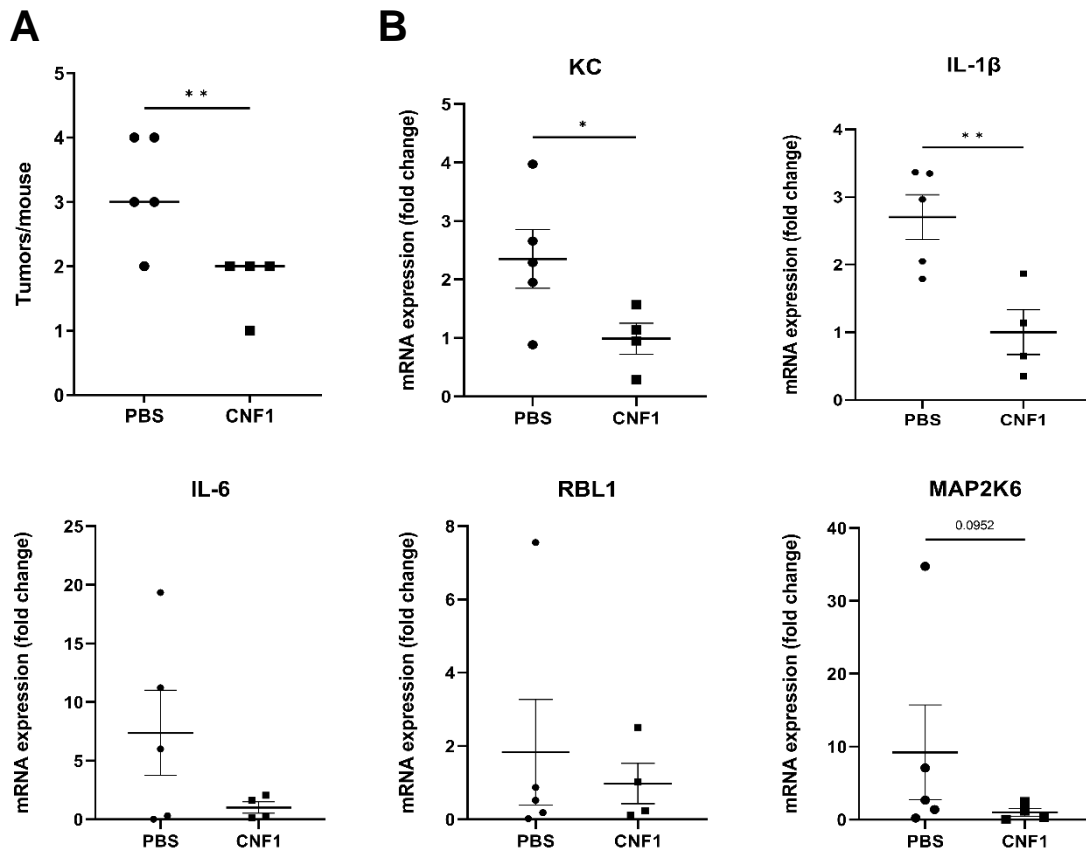 A
B
Tumors/mouse
5
4
3
2
1
0
* *
PBS
CNF1
KC
mRNA expression (fold change)
5
4
3
2
1
0
*
PBS
CNF1
IL-1β
mRNA expression (fold change)
4
3
2
1
0
* *
PBS
CNF1
IL-6
mRNA expression (fold change)
25
20
15
10
5
0
PBS
CNF1
RBL1
mRNA expression (fold change)
8
6
4
2
0
PBS
CNF1
MAP2K6
mRNA expression (fold change)
40
30
20
10
0
0.0952
PBS
CNF1